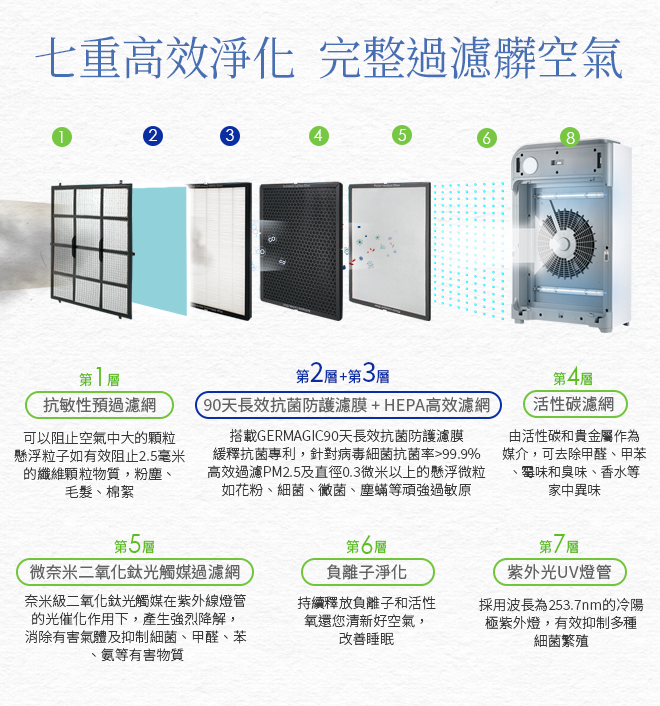 七重高效淨化 完整過濾髒空氣
1 2 3 4 5 6 8
第1層
抗敏性預過濾網
可以阻止空氣中大的顆粒
懸浮粒子如有效阻止2.5毫米
的纖維顆粒物質，粉塵、
毛髮、棉絮
第2層+第3層
90天長效抗菌防護濾膜 + HEPA高效濾網
搭載GERMAGIC90天長效抗菌防護濾膜
緩釋抗菌專利，針對病毒細菌抗菌率>99.9%
高效過濾PM2.5及直徑0.3微米以上的懸浮微粒
如花粉、細菌、黴菌、塵蟎等頑強過敏原
第4層
活性碳濾網
由活性碳和貴金屬作為
媒介，可去除甲醛、甲苯
、霉味和臭味、香水等
家中異味
第5層
微奈米二氧化鈦光觸媒過濾網
奈米級二氧化鈦光觸媒在紫外線燈管
的光催化作用下，產生強烈降解，
消除有害氣體及抑制細菌、甲醛、苯
、氨等有害物質
第6層
負離子淨化
持續釋放負離子和活性
氧還您清新好空氣，
改善睡眠
第7層
紫外光UV燈管
採用波長為253.7nm的冷陽
極紫外燈，有效抑制多種
細菌繁殖